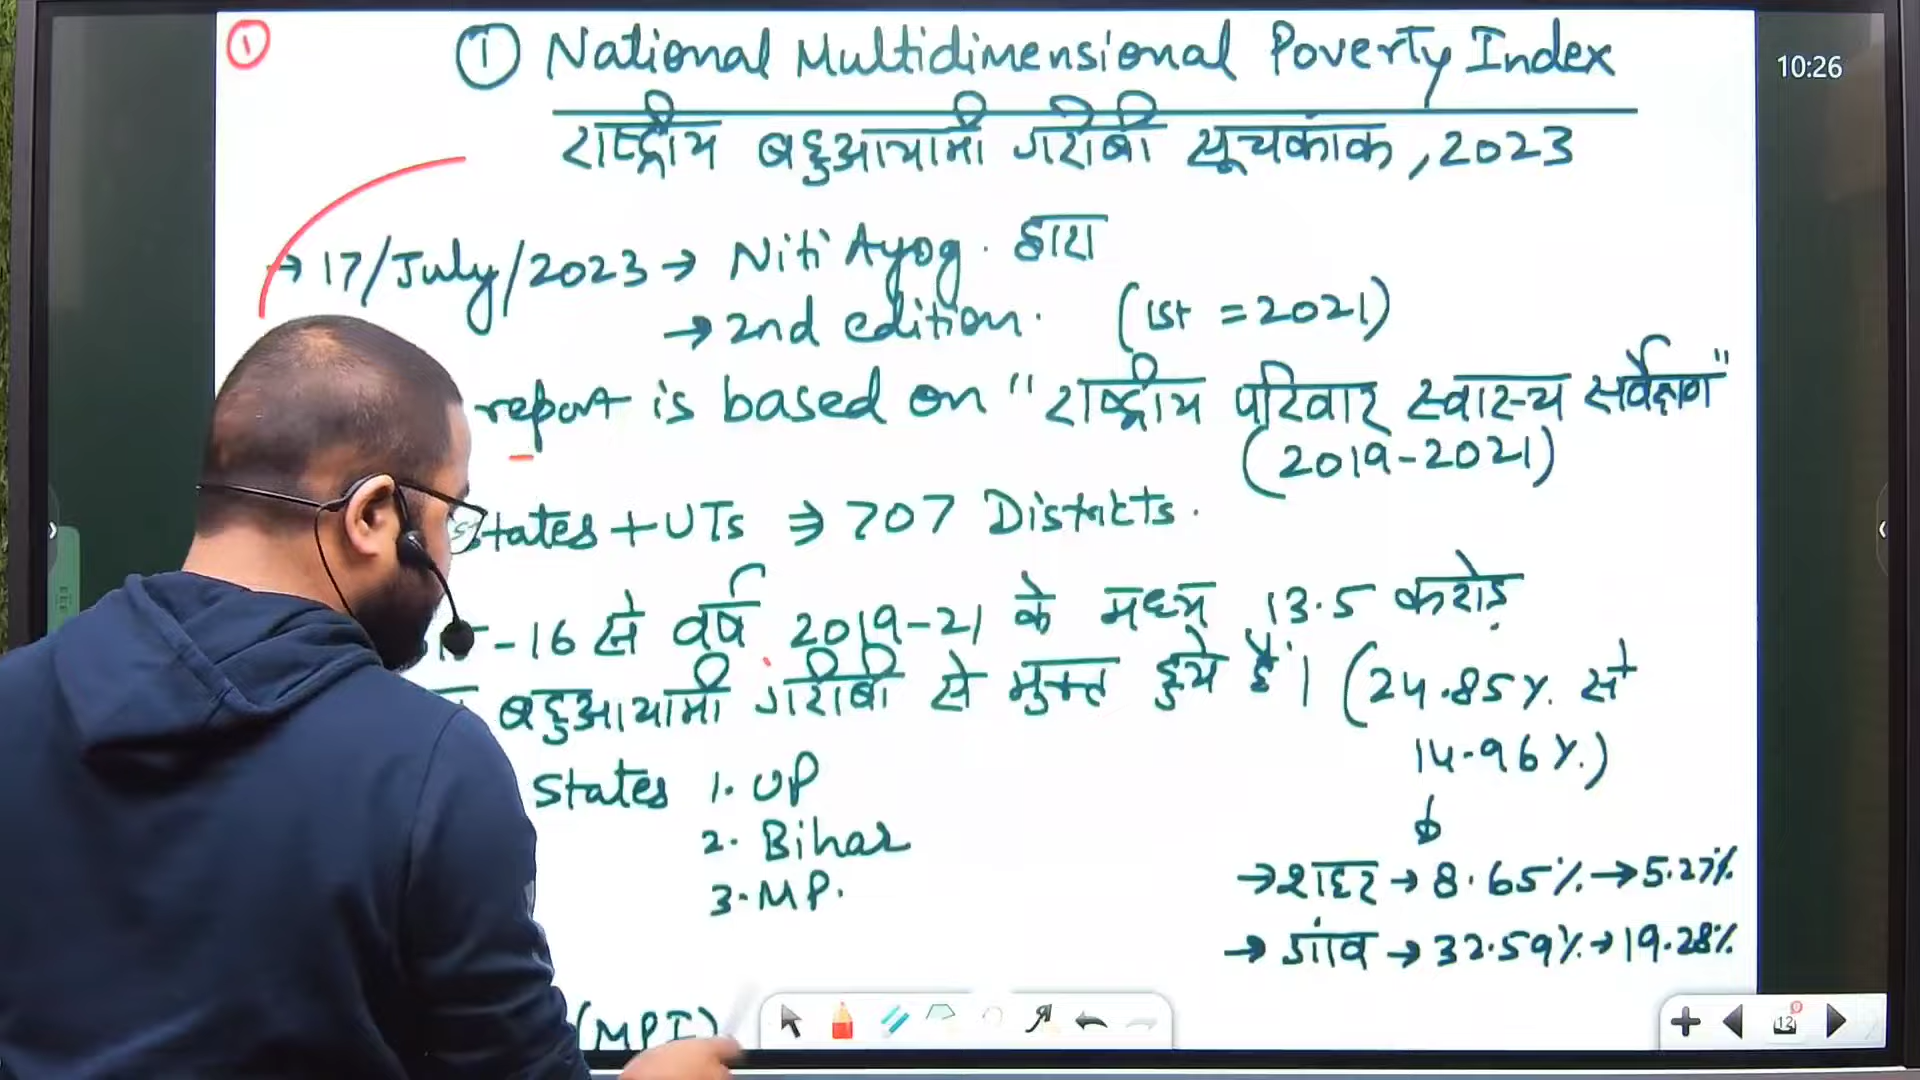 ① ① National Multidimensional Poverty Index
10:26
राष्ट्रीय बहुआयामी गरीबी सूचकांक, 2023
→ 17/July/2023 → Niti Ayog. द्वारा
→ 2nd edition. (1st = 2021)
report is based on "राष्ट्रीय परिवार स्वास्थ्य सर्वेक्षण"
(2019-2021)
States + UTs ⇒ 707 Districts.
-16 से वर्ष 2019-21 के मध्य 13.5 करोड़
बहुआयामी गरीबी से मुक्त हुये हैं। (24.85% से
14.96%)
States 1. UP
2. Bihar
3. MP.
→ शहर → 8.65% → 5.27%
→ गांव → 32.59% → 19.28%
(MPI)
12